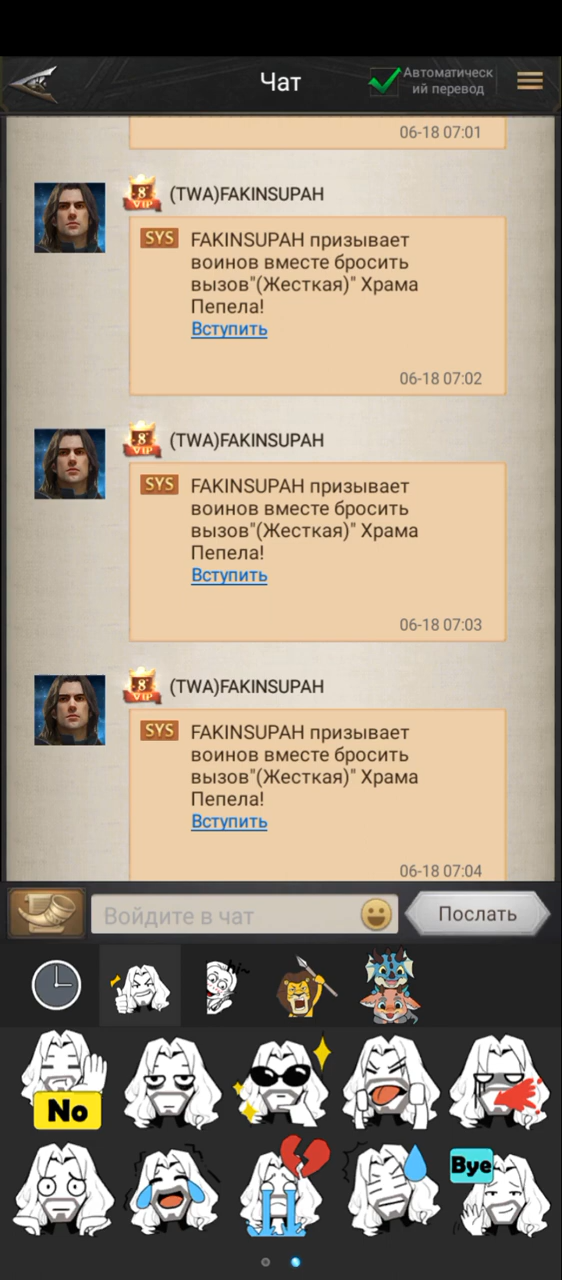 Чат
Автоматическ
ий перевод
06-18 07:01
8
VIP
(TWA)FAKINSUPAH
SYS
FAKINSUPAH призывает
воинов вместе бросить
вызов"(Жесткая)" Храма
Пепела!
Вступить
06-18 07:02
8
VIP
(TWA)FAKINSUPAH
SYS
FAKINSUPAH призывает
воинов вместе бросить
вызов"(Жесткая)" Храма
Пепела!
Вступить
06-18 07:03
8
VIP
(TWA)FAKINSUPAH
SYS
FAKINSUPAH призывает
воинов вместе бросить
вызов"(Жесткая)" Храма
Пепела!
Вступить
06-18 07:04
Войдите в чат
Послать
hi~
No
Bye